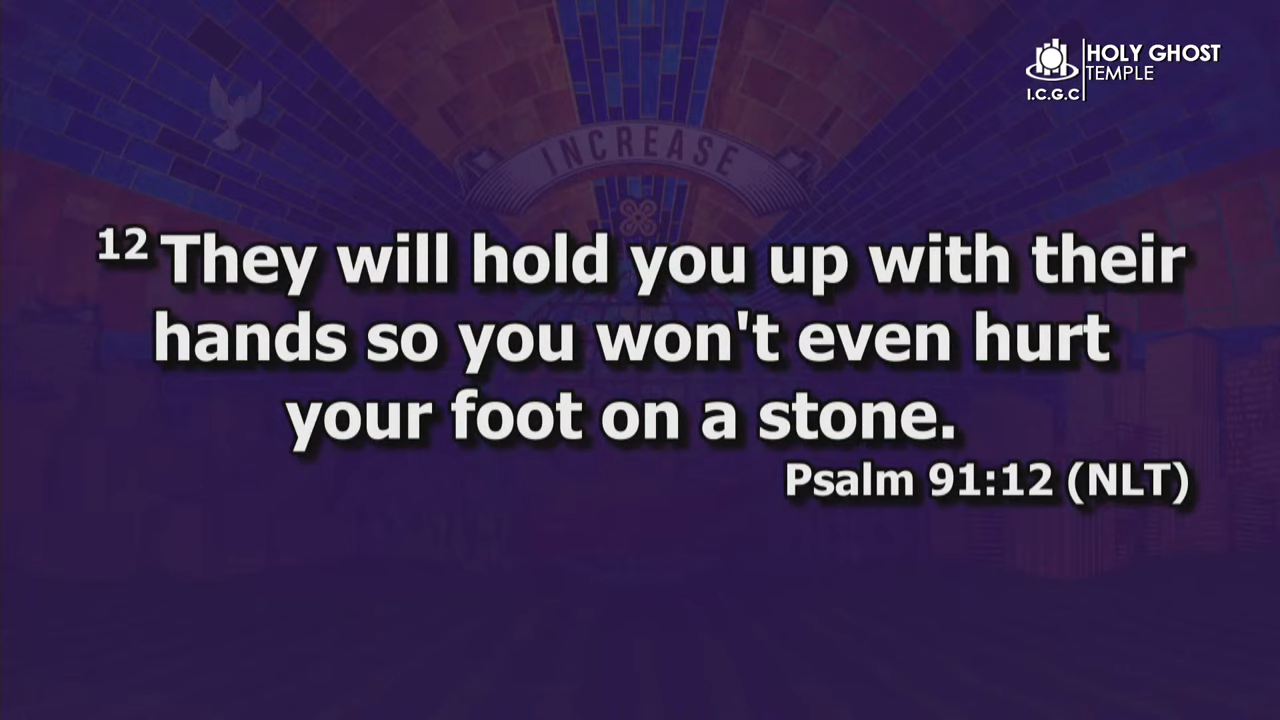 HOLY GHOST
TEMPLE
I.C.G.C
INCREASE
12 They will hold you up with their
hands so you won't even hurt
your foot on a stone.
Psalm 91:12 (NLT)